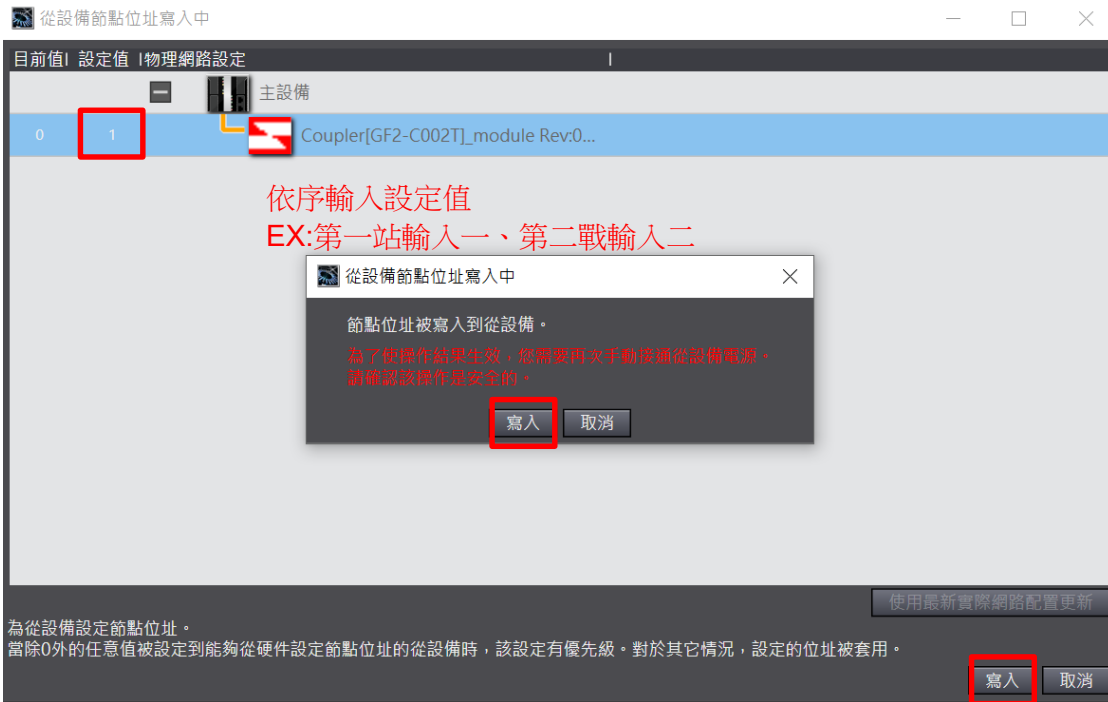 從設備節點位址寫入中
目前值| 設定值 |物理網路設定 |
主設備
0 1 Coupler[GF2-C002T]_module Rev:0...
依序輸入設定值
EX:第一站輸入一、第二戰輸入二
從設備節點位址寫入中
節點位址被寫入到從設備。
為了使操作結果生效，您需要再次手動接通從設備電源。
請確認該操作是安全的。
寫入 取消
使用最新實際網路配置更新
為從設備設定節點位址。
當除0外的任意值被設定到能夠從硬件設定節點位址的從設備時，該設定有優先級。對於其它情況，設定的位址被套用。
寫入 取消